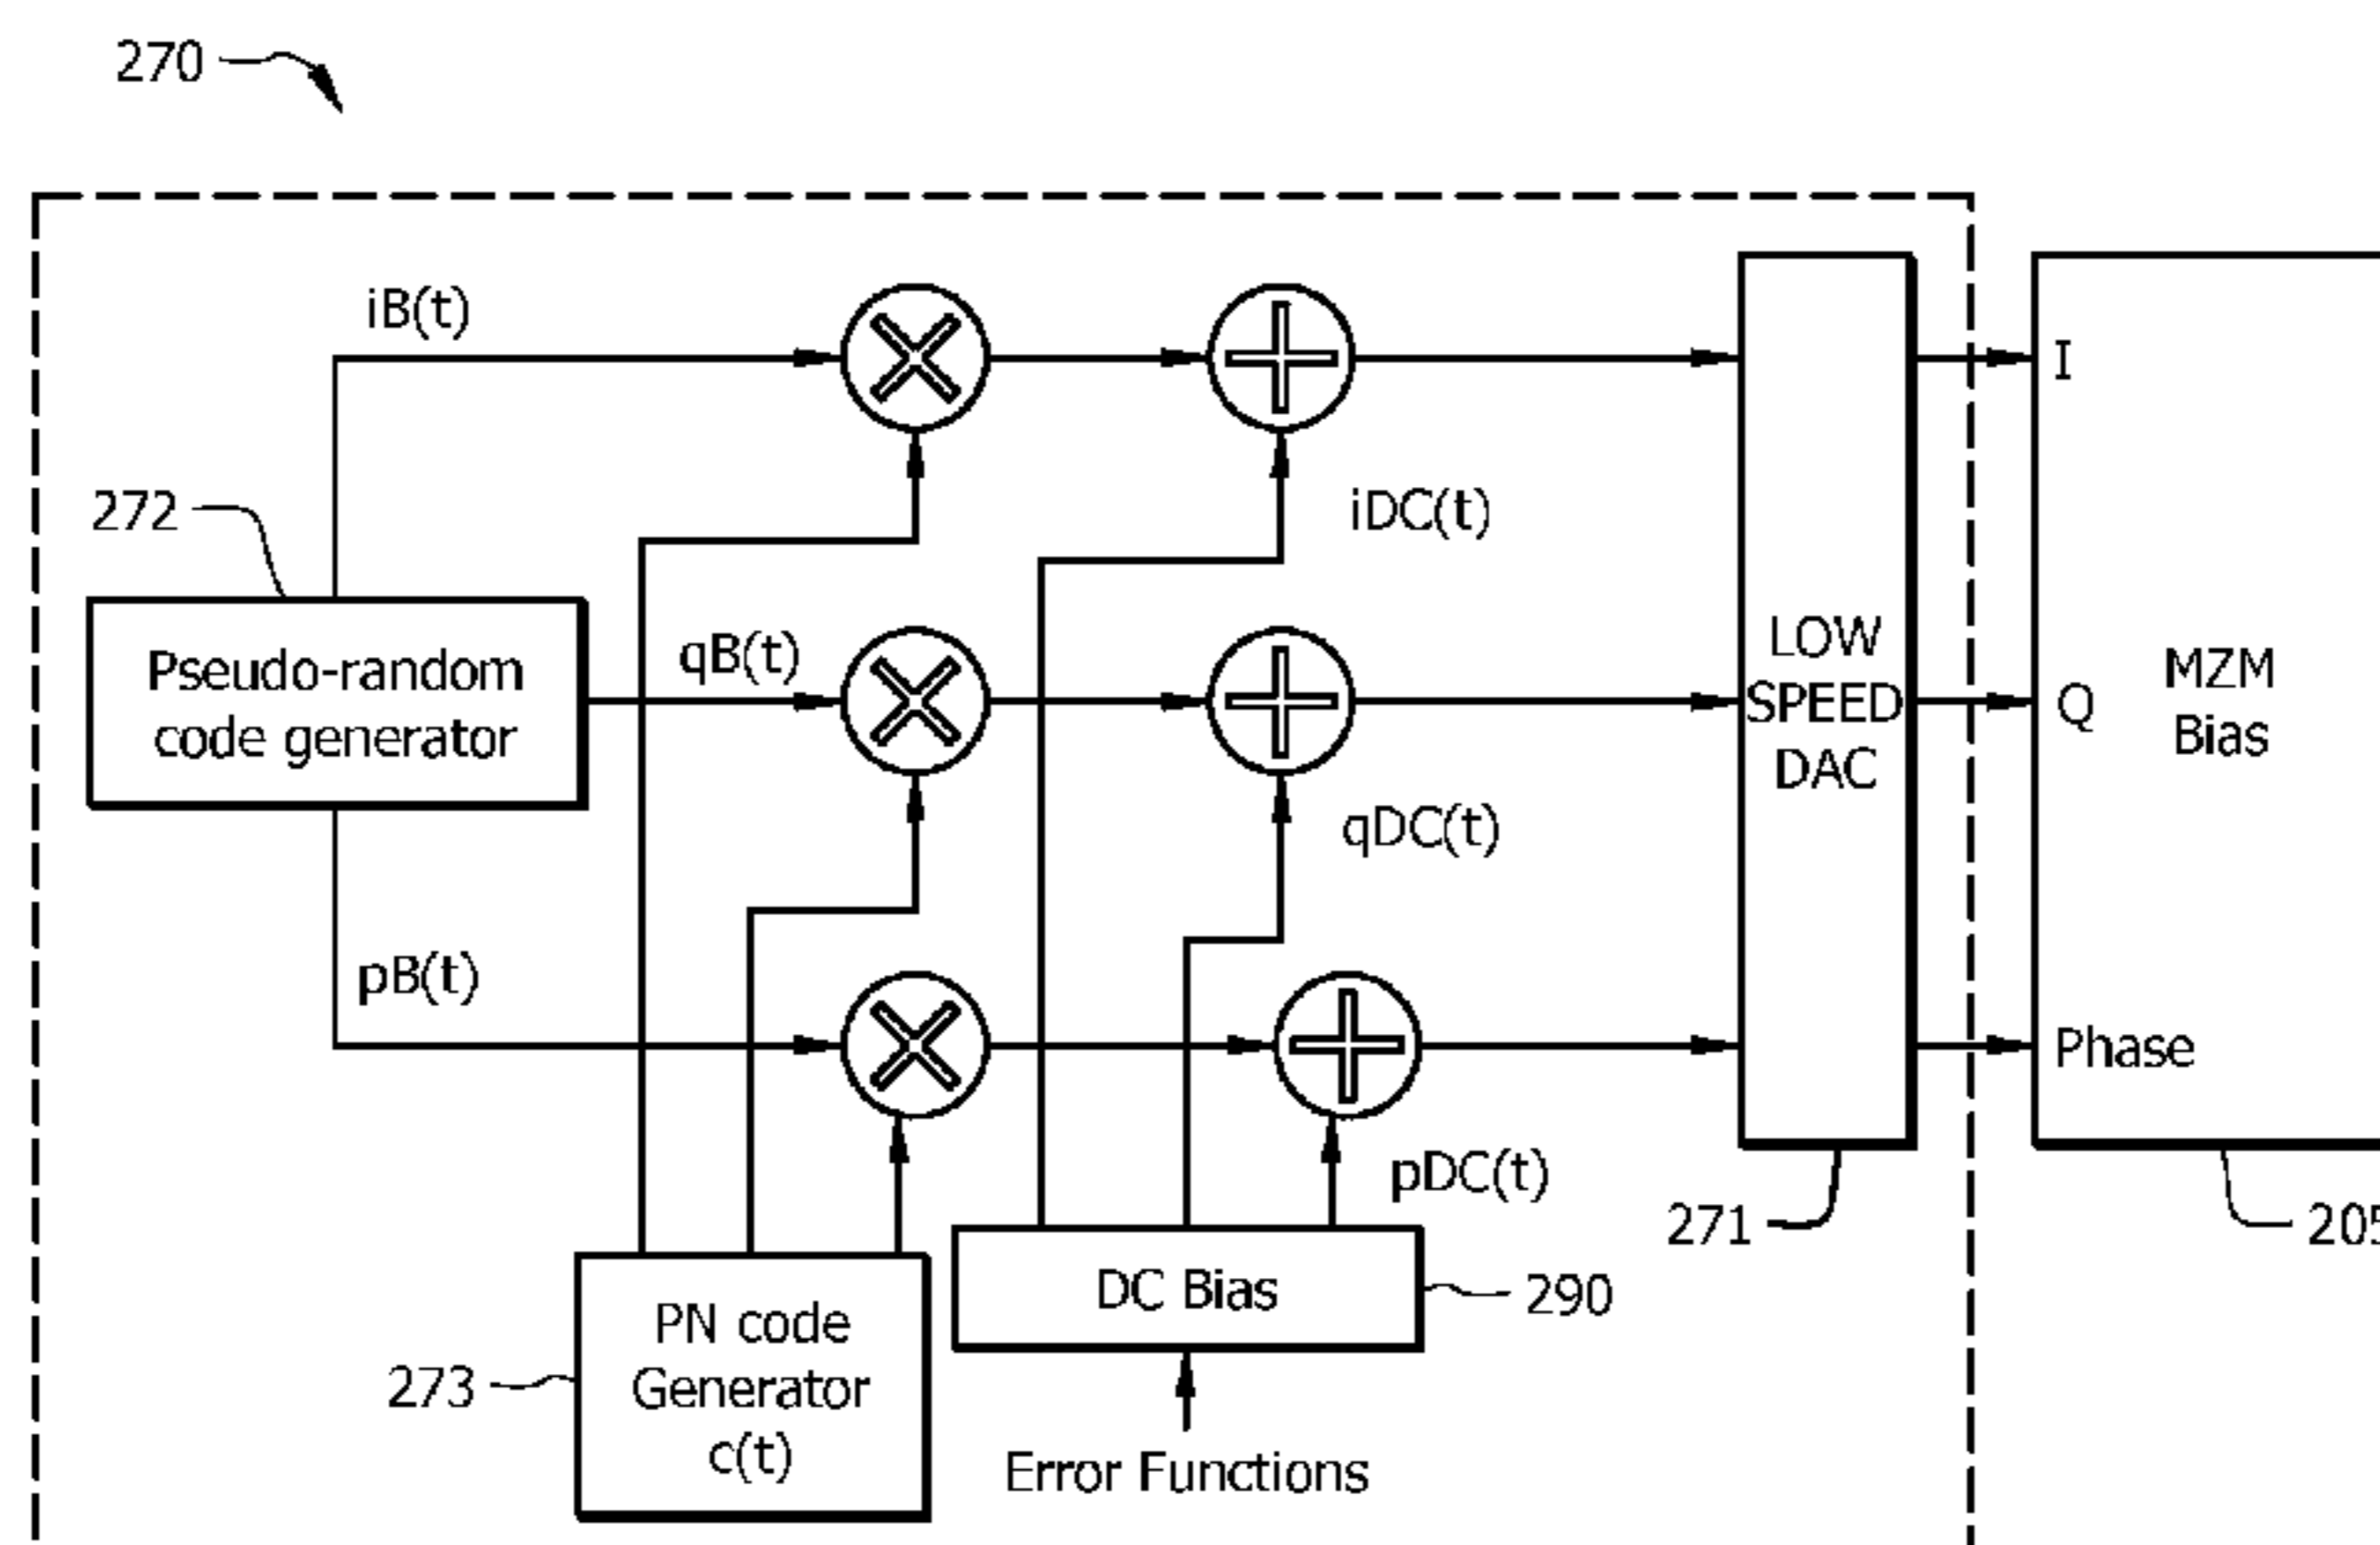 270
iB(t)
I
272
iDC(t)
Pseudo-random
code generator
qB(t)
LOW
SPEED
DAC
Q
MZM
Bias
qDC(t)
pB(t)
Phase
pDC(t)
271
DC Bias
290
PN code
Generator
c(t)
273
Error Functions